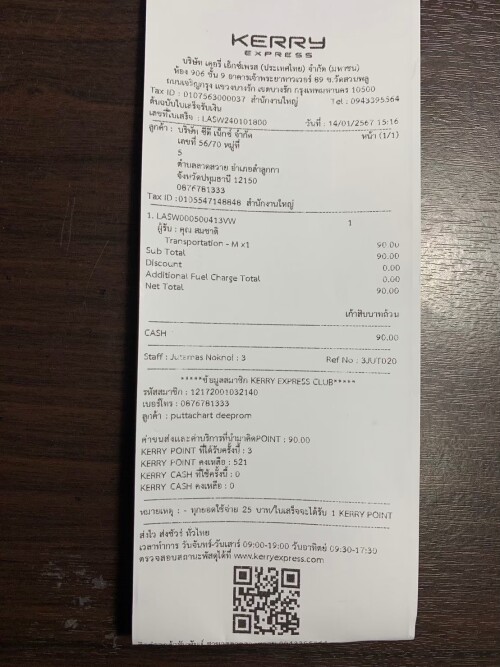 KERRY
EXPRESS
บริษัท เคอรี่ เอ็กซ์เพรส (ประเทศไทย) จำกัด (มหาชน)
ห้อง 906 ชั้น 9 อาคารเจ้าพระยาทาวเวอร์ 89 ซ.วัดสวนพลู
ถนนเจริญกรุง แขวงบางรัก เขตบางรัก กรุงเทพมหานคร 10500
Tax ID : 0107563000037 สำนักงานใหญ่ Tel : 0943395564
ต้นฉบับใบเสร็จรับเงิน
เลขที่ใบเสร็จ : LASW240101800 วันที่ : 14/01/2567 15:16
ลูกค้า : บริษัท ซีดี เน็กซ์ จำกัด หน้า (1/1)
เลขที่ 56/70 หมู่ที่
5
ตำบลลาดสวาย อำเภอลำลูกกา
จังหวัดปทุมธานี 12150
0876781333
Tax ID :0105547148848 สำนักงานใหญ่
1. LASW000500413VW 1
ผู้รับ : คุณ สมชาติ
Transportation - M x1 90.00
Sub Total 90.00
Discount 0.00
Additional Fuel Charge Total 0.00
Net Total 90.00
เก้าสิบบาทถ้วน
CASH 90.00
Staff : Jutamas Noknoi : 3 Ref No : 3JUT020
*****ข้อมูลสมาชิก KERRY EXPRESS CLUB*****
รหัสสมาชิก : 12172001032140
เบอร์โทร : 0876781333
ลูกค้า : puttachart deeprom
ค่าขนส่งและค่าบริการที่นำมาคิดPOINT : 90.00
KERRY POINT ที่ได้รับครั้งนี้ : 3
KERRY POINT คงเหลือ : 521
KERRY CASH ที่ใช้ครั้งนี้ : 0
KERRY CASH คงเหลือ : 0
หมายเหตุ : - ทุกยอดใช้จ่าย 25 บาท/ใบเสร็จจะได้รับ 1 KERRY POINT
ส่งไว ส่งชัวร์ ทั่วไทย
เวลาทำการ วันจันทร์-วันเสาร์ 09:00-19:00 วันอาทิตย์ 09:30-17:30
ตรวจสอบสถานะพัสดุได้ที่ www.kerryexpress.com